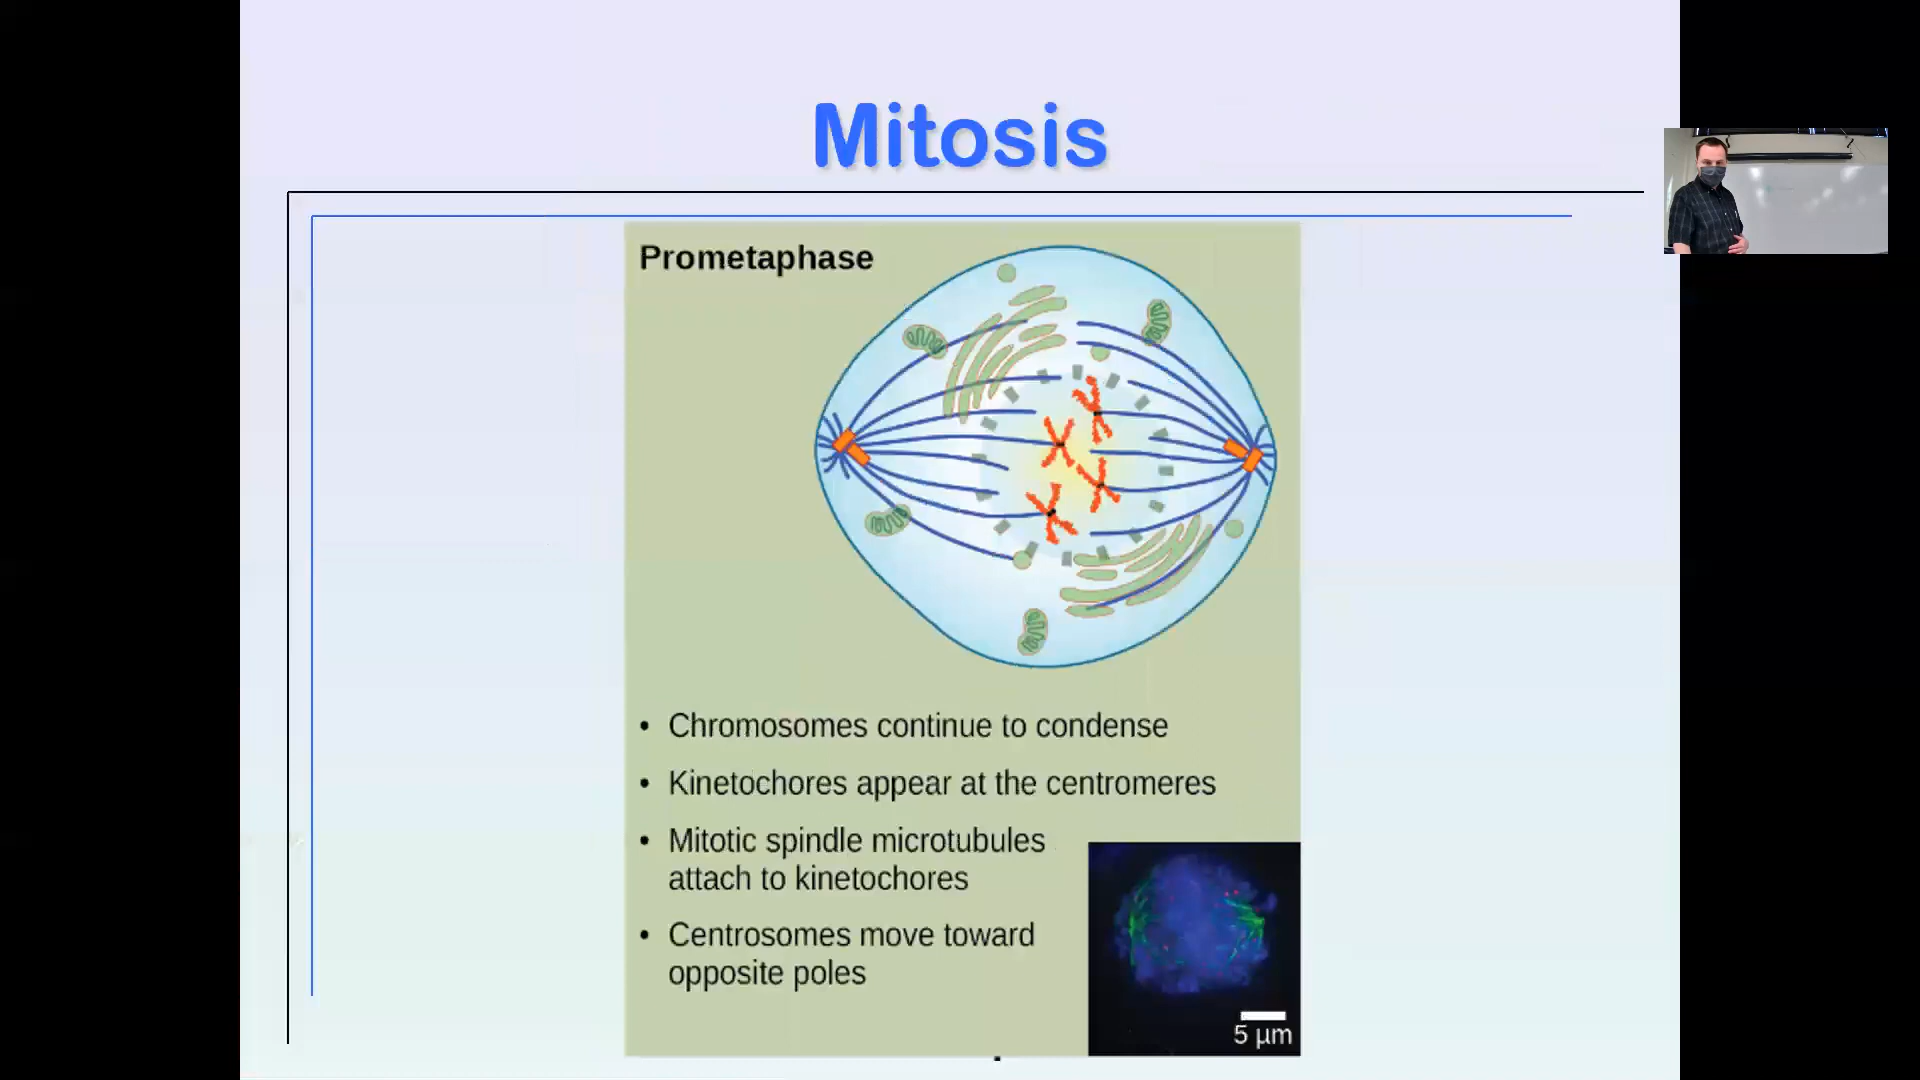 Mitosis
Prometaphase
• Chromosomes continue to condense
• Kinetochores appear at the centromeres
• Mitotic spindle microtubules
attach to kinetochores
• Centrosomes move toward
opposite poles
5 µm